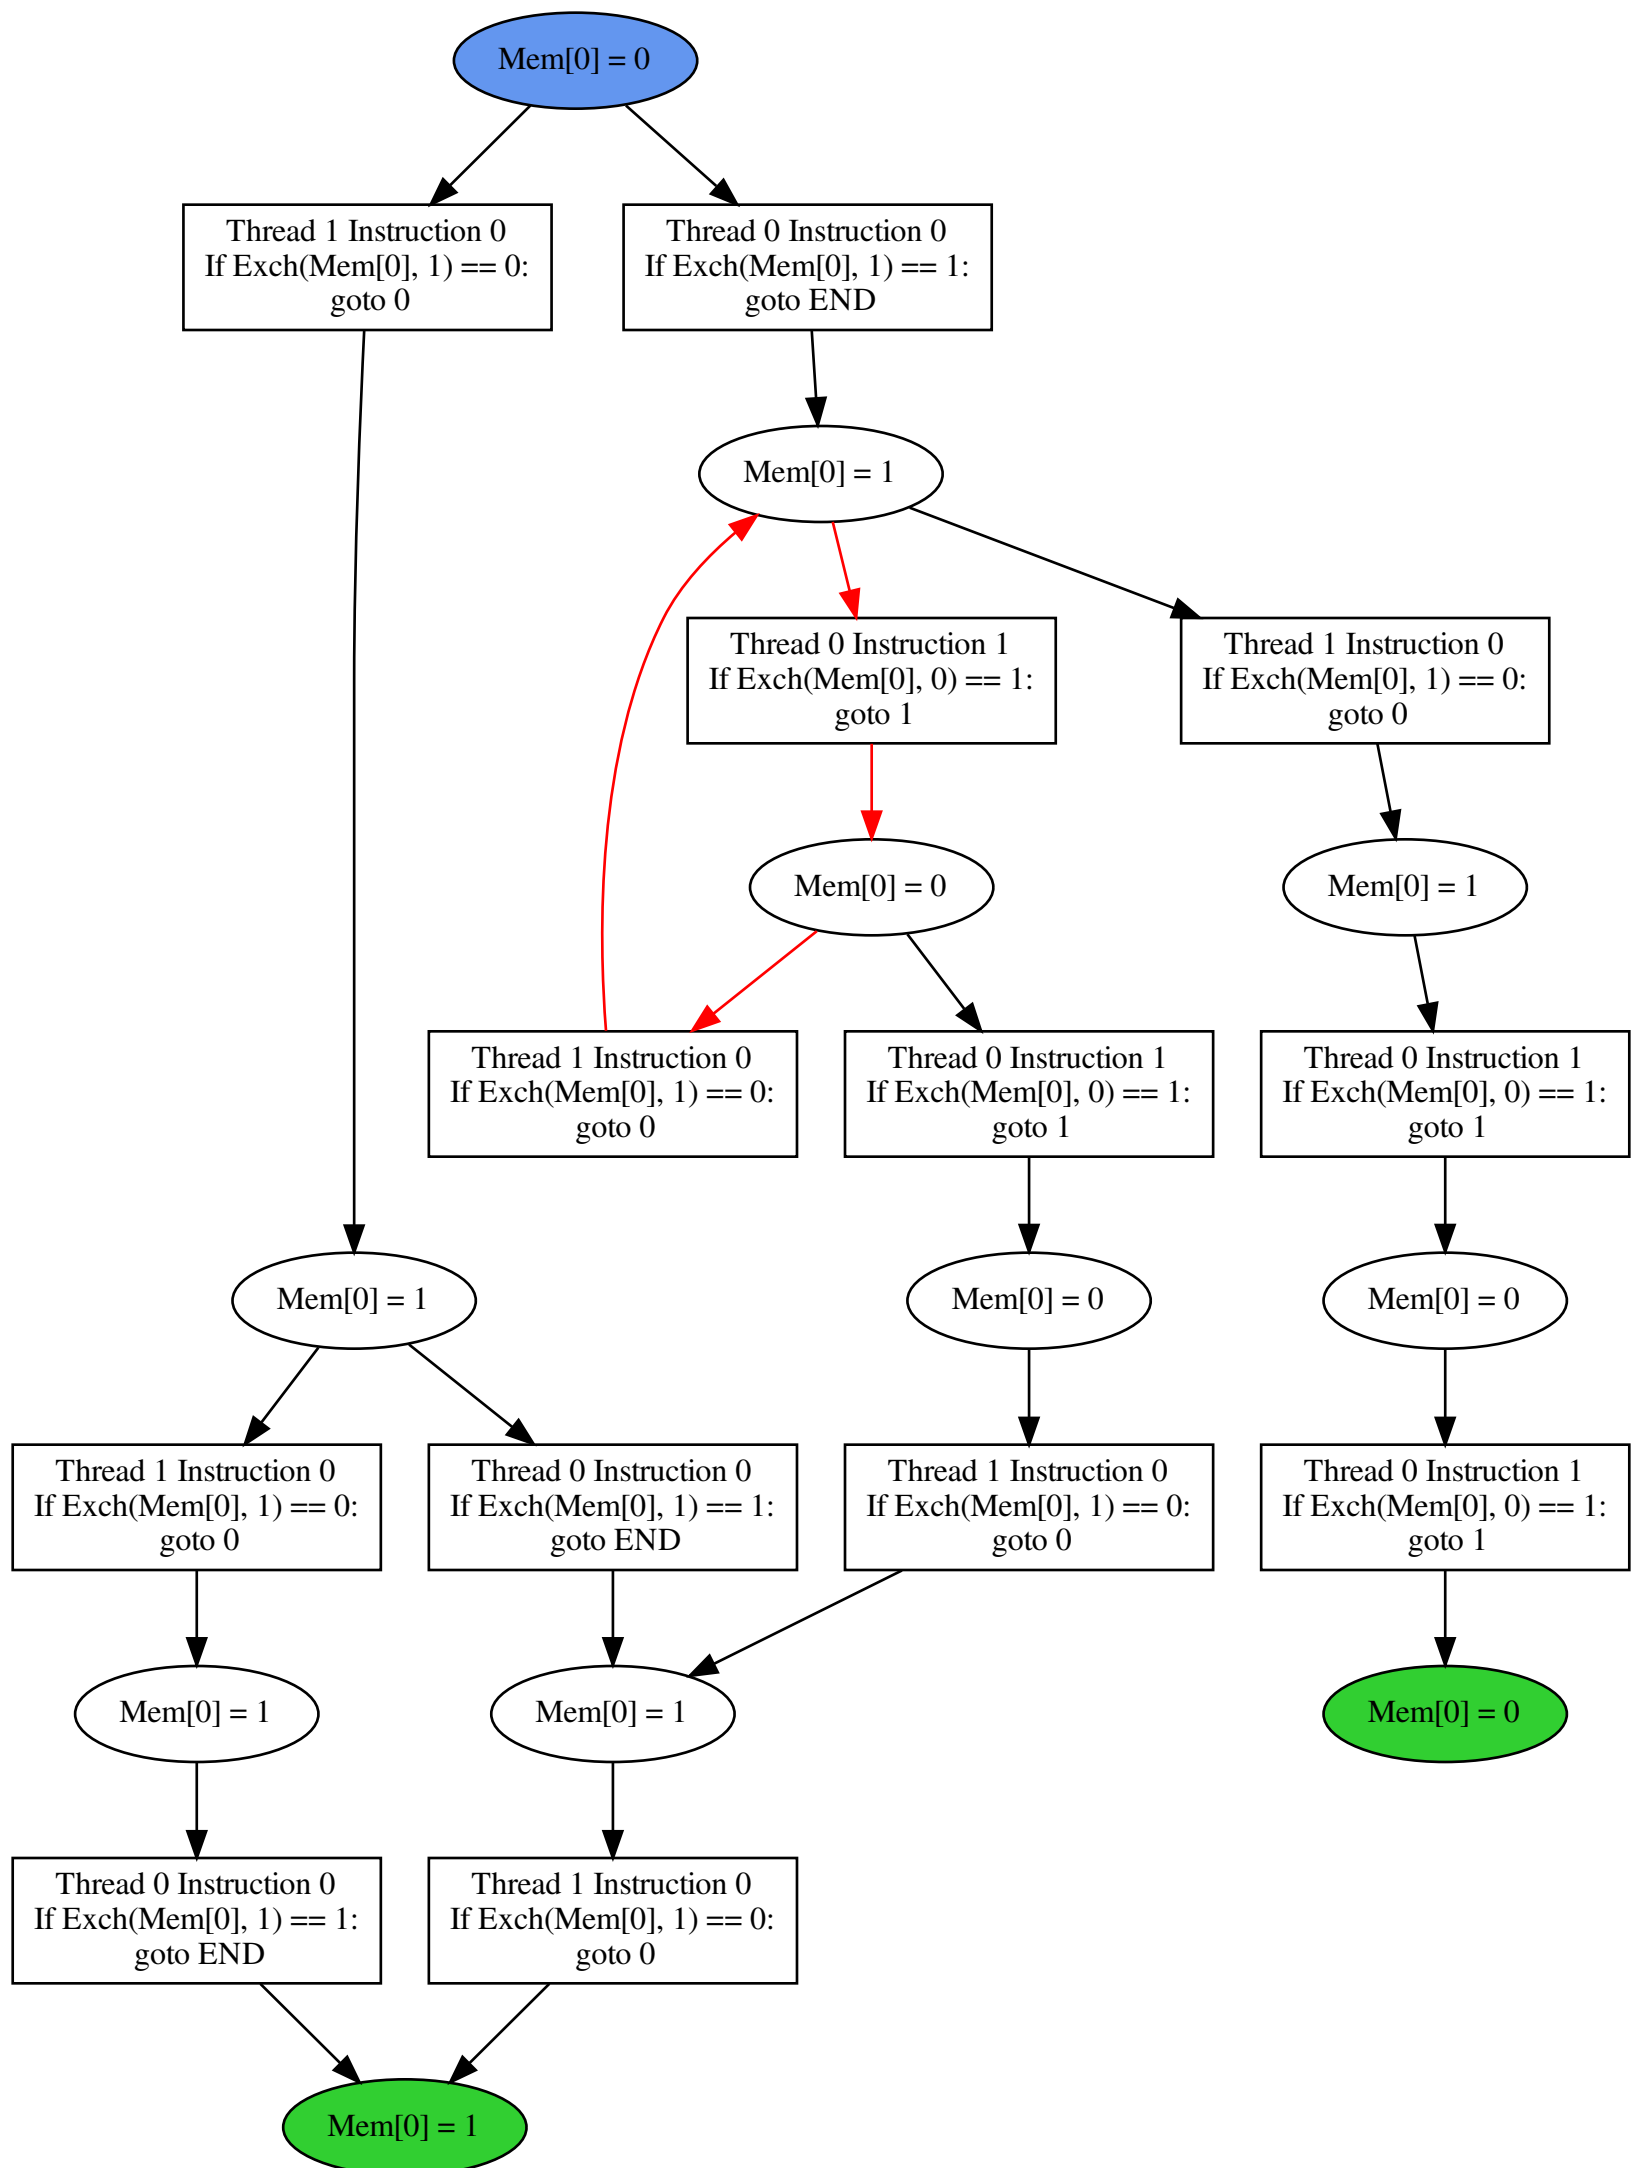 Mem[0] = 0
Thread 1 Instruction 0
If Exch(Mem[0], 1) == 0:
goto 0
Thread 0 Instruction 0
If Exch(Mem[0], 1) == 1:
goto END
Mem[0] = 1
Thread 0 Instruction 1
If Exch(Mem[0], 0) == 1:
goto 1
Thread 1 Instruction 0
If Exch(Mem[0], 1) == 0:
goto 0
Mem[0] = 0
Mem[0] = 1
Thread 1 Instruction 0
If Exch(Mem[0], 1) == 0:
goto 0
Thread 0 Instruction 1
If Exch(Mem[0], 0) == 1:
goto 1
Thread 0 Instruction 1
If Exch(Mem[0], 0) == 1:
goto 1
Mem[0] = 1
Mem[0] = 0
Mem[0] = 0
Thread 1 Instruction 0
If Exch(Mem[0], 1) == 0:
goto 0
Thread 0 Instruction 0
If Exch(Mem[0], 1) == 1:
goto END
Thread 1 Instruction 0
If Exch(Mem[0], 1) == 0:
goto 0
Thread 0 Instruction 1
If Exch(Mem[0], 0) == 1:
goto 1
Mem[0] = 1
Mem[0] = 1
Mem[0] = 0
Thread 0 Instruction 0
If Exch(Mem[0], 1) == 1:
goto END
Thread 1 Instruction 0
If Exch(Mem[0], 1) == 0:
goto 0
Mem[0] = 1